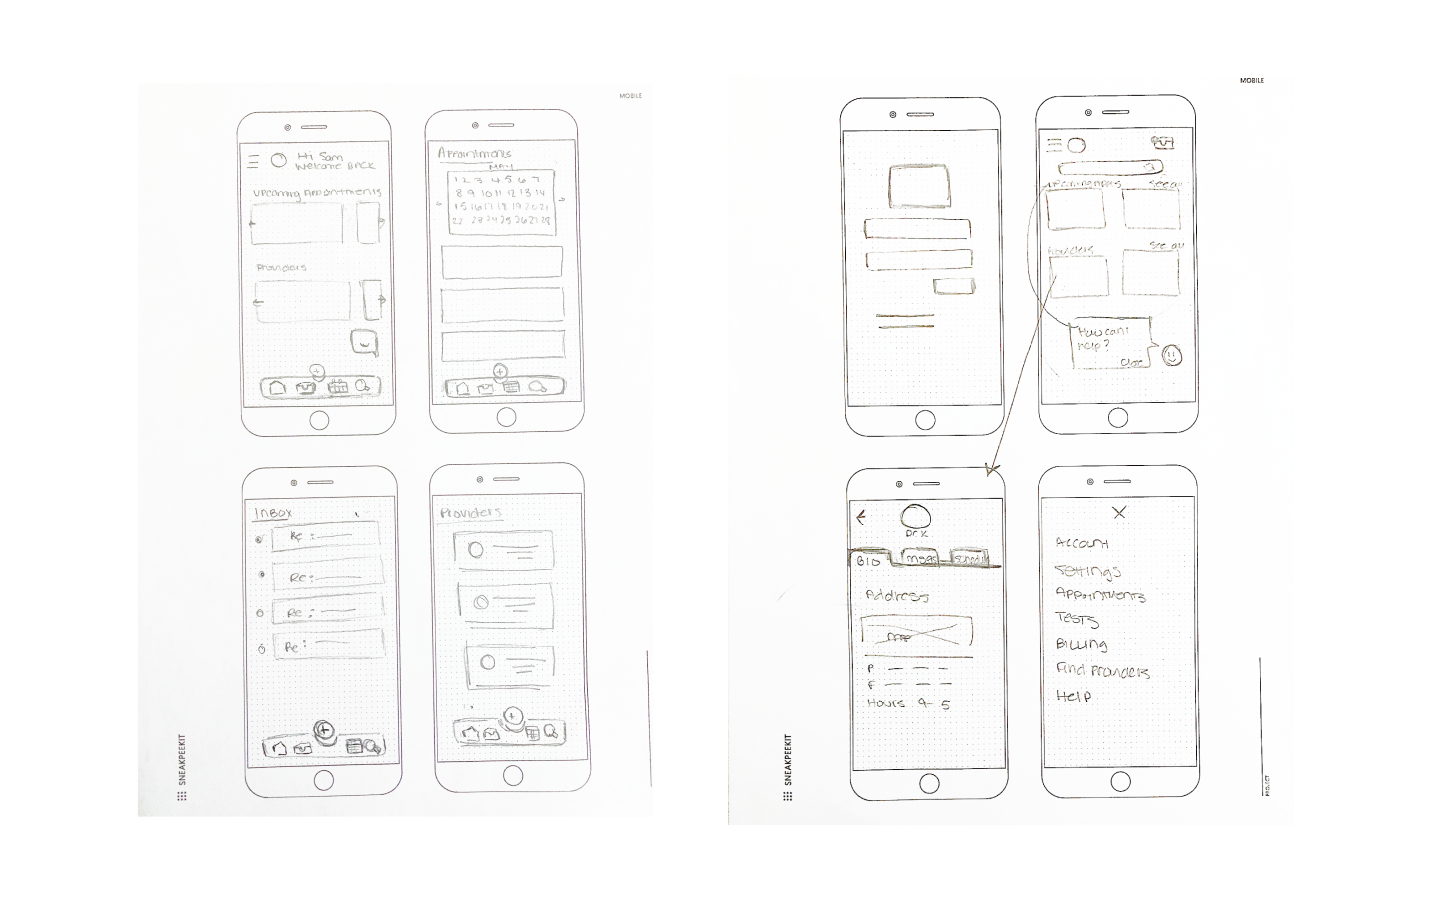 MOBILE
Hi Sam
Welcome BACK
Upcoming Appointments
Providers
Appointments
MAY
1 2 3 4 5 6 7
8 9 10 11 12 13 14
15 16 17 18 19 20 21
22 23 24 25 26 27 28
Inbox
Re:
Re:
Re:
Re:
Providers
SNEAKPEEKIT
MOBILE
See all
Providers
See all
How can I
help?
Close
Dr X
BIO
msgs
Address
map
P
F
Hours 9-5
Account
Settings
Appointments
Tests
Billing
Find Providers
Help
SNEAKPEEKIT
PROJECT